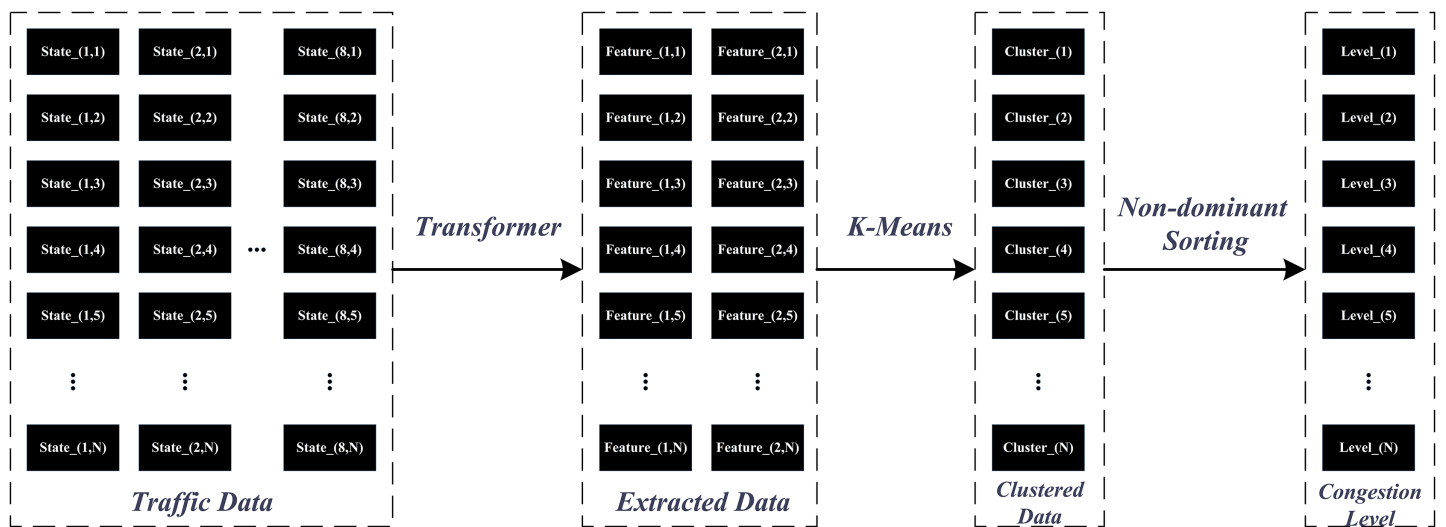 State_(1,1) State_(2,1) State_(8,1) Feature_(1,1) Feature_(2,1) Cluster_(1) Level_(1)
State_(1,2) State_(2,2) State_(8,2) Feature_(1,2) Feature_(2,2) Cluster_(2) Level_(2)
State_(1,3) State_(2,3) State_(8,3) Feature_(1,3) Feature_(2,3) Cluster_(3) Level_(3)
Transformer
K-Means
Non-dominant
Sorting
State_(1,4) State_(2,4) ... State_(8,4) Feature_(1,4) Feature_(2,4) Cluster_(4) Level_(4)
State_(1,5) State_(2,5) State_(8,5) Feature_(1,5) Feature_(2,5) Cluster_(5) Level_(5)
State_(1,N) State_(2,N) State_(8,N) Feature_(1,N) Feature_(2,N) Cluster_(N) Level_(N)
Traffic Data
Extracted Data
Clustered
Data
Congestion
Level